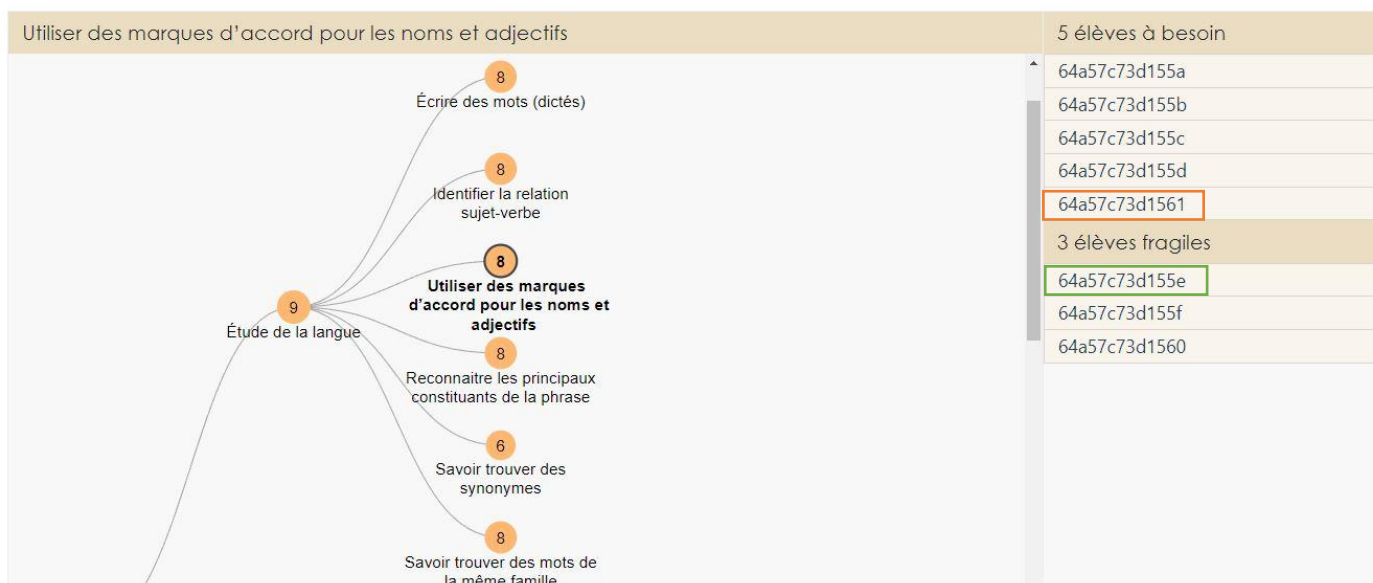 Utiliser des marques d’accord pour les noms et adjectifs
8
Écrire des mots (dictés)
8
Identifier la relation
sujet-verbe
8
Utiliser des marques
d’accord pour les noms et
adjectifs
9
Étude de la langue
8
Reconnaitre les principaux
constituants de la phrase
6
Savoir trouver des
synonymes
8
Savoir trouver des mots de
la même famille
5 élèves à besoin
64a57c73d155a
64a57c73d155b
64a57c73d155c
64a57c73d155d
64a57c73d1561
3 élèves fragiles
64a57c73d155e
64a57c73d155f
64a57c73d1560